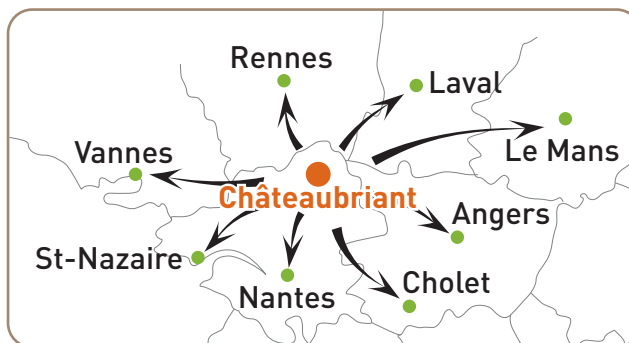 Rennes
Laval
Vannes
Le Mans
Châteaubriant
Angers
St-Nazaire
Cholet
Nantes